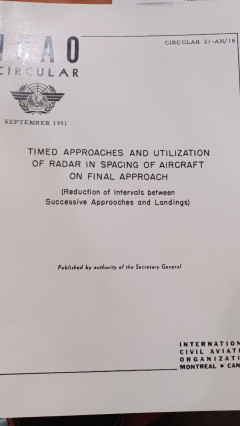 ICAO
CIRCULAR
CIRCULAR 21-AN/18
SEPTEMBER 1951
TIMED APPROACHES AND UTILIZATION
OF RADAR IN SPACING OF AIRCRAFT
ON FINAL APPROACH
(Reduction of Intervals between
Successive Approaches and Landings)
Published by authority of the Secretary General
INTERNATION
CIVIL AVIATI
ORGANIZATI
MONTREAL • CAN